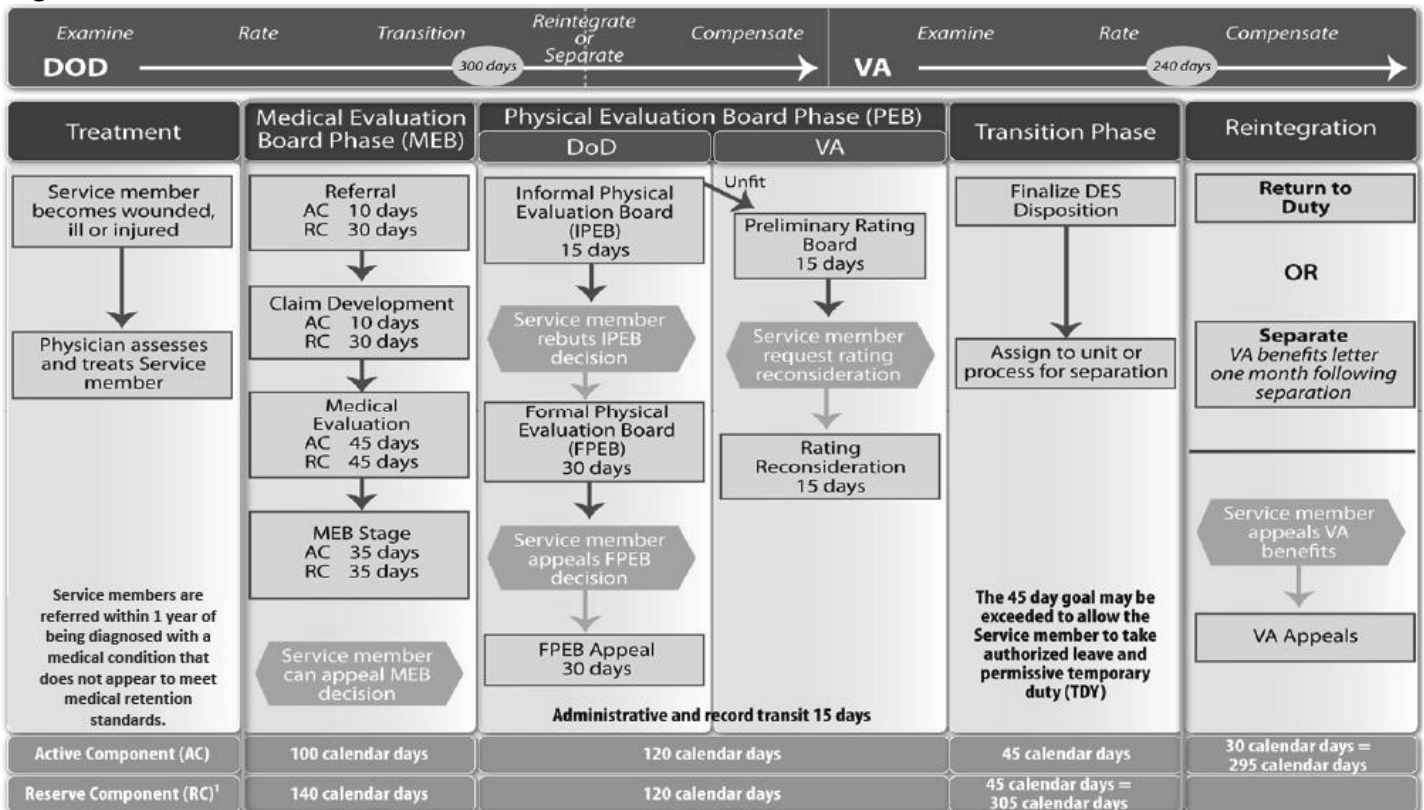 Examine Rate Transition Reintegrate or Separate Compensate Examine Rate Compensate
DOD 300 days VA 240 days
Treatment
Service member
becomes wounded,
ill or injured
Physician assesses
and treats Service
member
Service members are
referred within 1 year of
being diagnosed with a
medical condition that
does not appear to meet
medical retention
standards.
Medical Evaluation
Board Phase (MEB)
Referral
AC 10 days
RC 30 days
Claim Development
AC 10 days
RC 30 days
Medical
Evaluation
AC 45 days
RC 45 days
MEB Stage
AC 35 days
RC 35 days
Service member
can appeal MEB
decision
Physical Evaluation Board Phase (PEB)
DoD
Informal Physical
Evaluation Board
(IPEB)
15 days
Service member
rebuts IPEB
decision
Formal Physical
Evaluation Board
(FPEB)
30 days
Service member
appeals FPEB
decision
FPEB Appeal
30 days
VA
Unfit
Preliminary Rating
Board
15 days
Service member
request rating
reconsideration
Rating
Reconsideration
15 days
Administrative and record transit 15 days
Transition Phase
Finalize DES
Disposition
Assign to unit or
process for separation
The 45 day goal may be
exceeded to allow the
Service member to take
authorized leave and
permissive temporary
duty (TDY)
Reintegration
Return to
Duty
OR
Separate
VA benefits letter
one month following
separation
Service member
appeals VA
benefits
VA Appeals
Active Component (AC) 100 calendar days 120 calendar days 45 calendar days 30 calendar days = 295 calendar days
Reserve Component (RC)¹ 140 calendar days 120 calendar days 45 calendar days = 305 calendar days